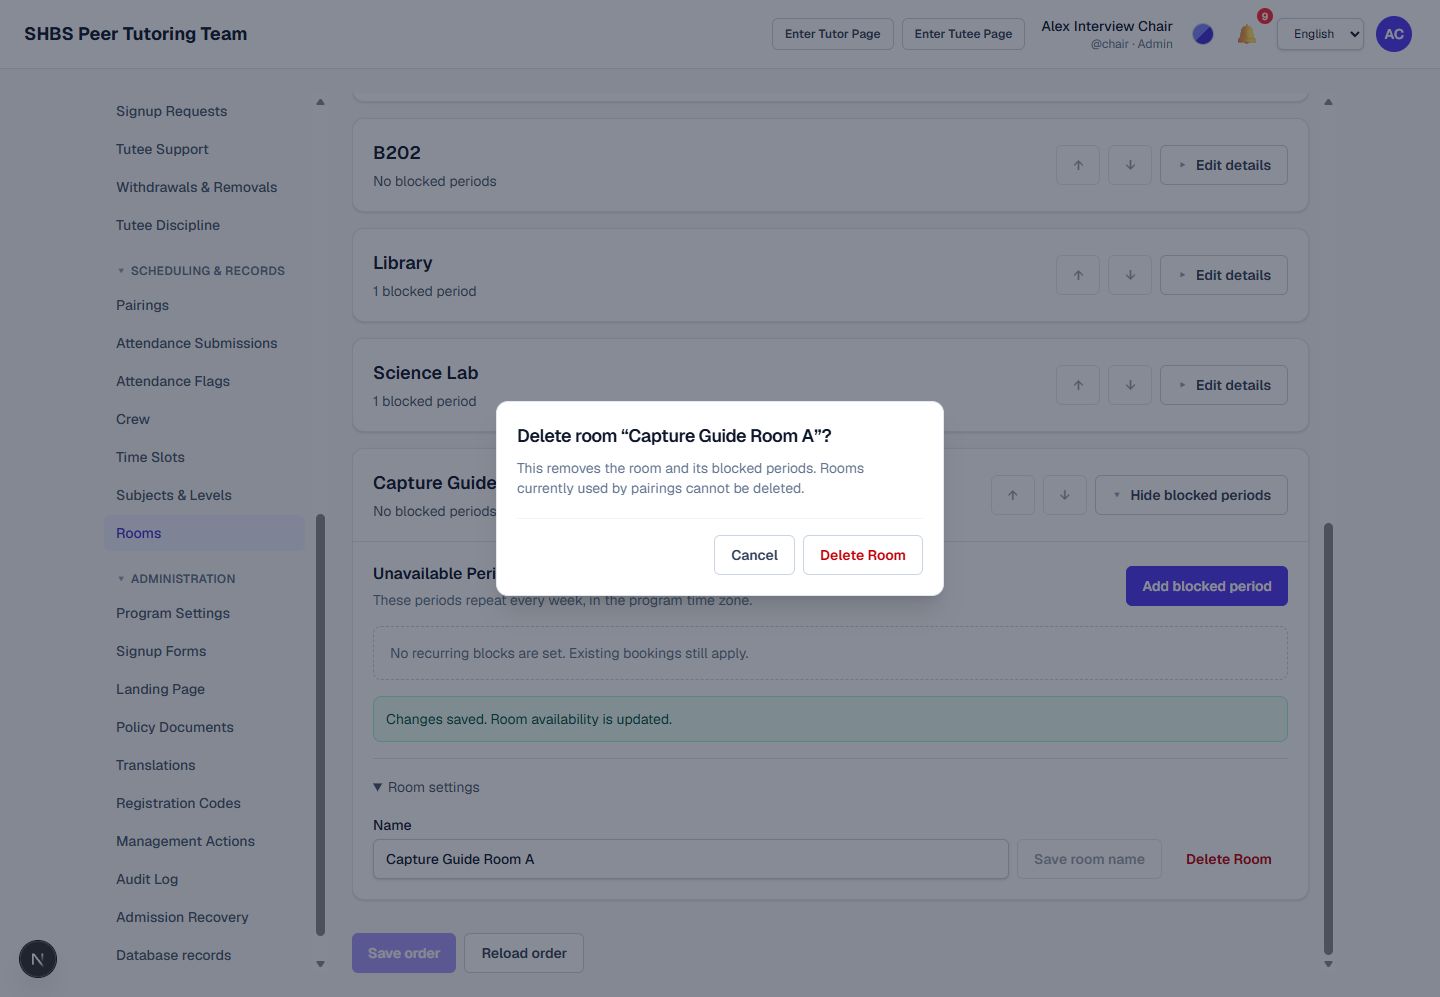 SHBS Peer Tutoring Team
Enter Tutor Page
Enter Tutee Page
Alex Interview Chair
@chair · Admin
9
English
AC
Signup Requests
Tutee Support
Withdrawals & Removals
Tutee Discipline
SCHEDULING & RECORDS
Pairings
Attendance Submissions
Attendance Flags
Crew
Time Slots
Subjects & Levels
Rooms
ADMINISTRATION
Program Settings
Signup Forms
Landing Page
Policy Documents
Translations
Registration Codes
Management Actions
Audit Log
Admission Recovery
Database records
N
B202
No blocked periods
Edit details
Library
1 blocked period
Edit details
Science Lab
1 blocked period
Edit details
Capture Guide
No blocked periods
Hide blocked periods
Delete room “Capture Guide Room A”?
This removes the room and its blocked periods. Rooms
currently used by pairings cannot be deleted.
Cancel
Delete Room
Unavailable Peri
These periods repeat every week, in the program time zone.
Add blocked period
No recurring blocks are set. Existing bookings still apply.
Changes saved. Room availability is updated.
Room settings
Name
Capture Guide Room A
Save room name
Delete Room
Save order
Reload order